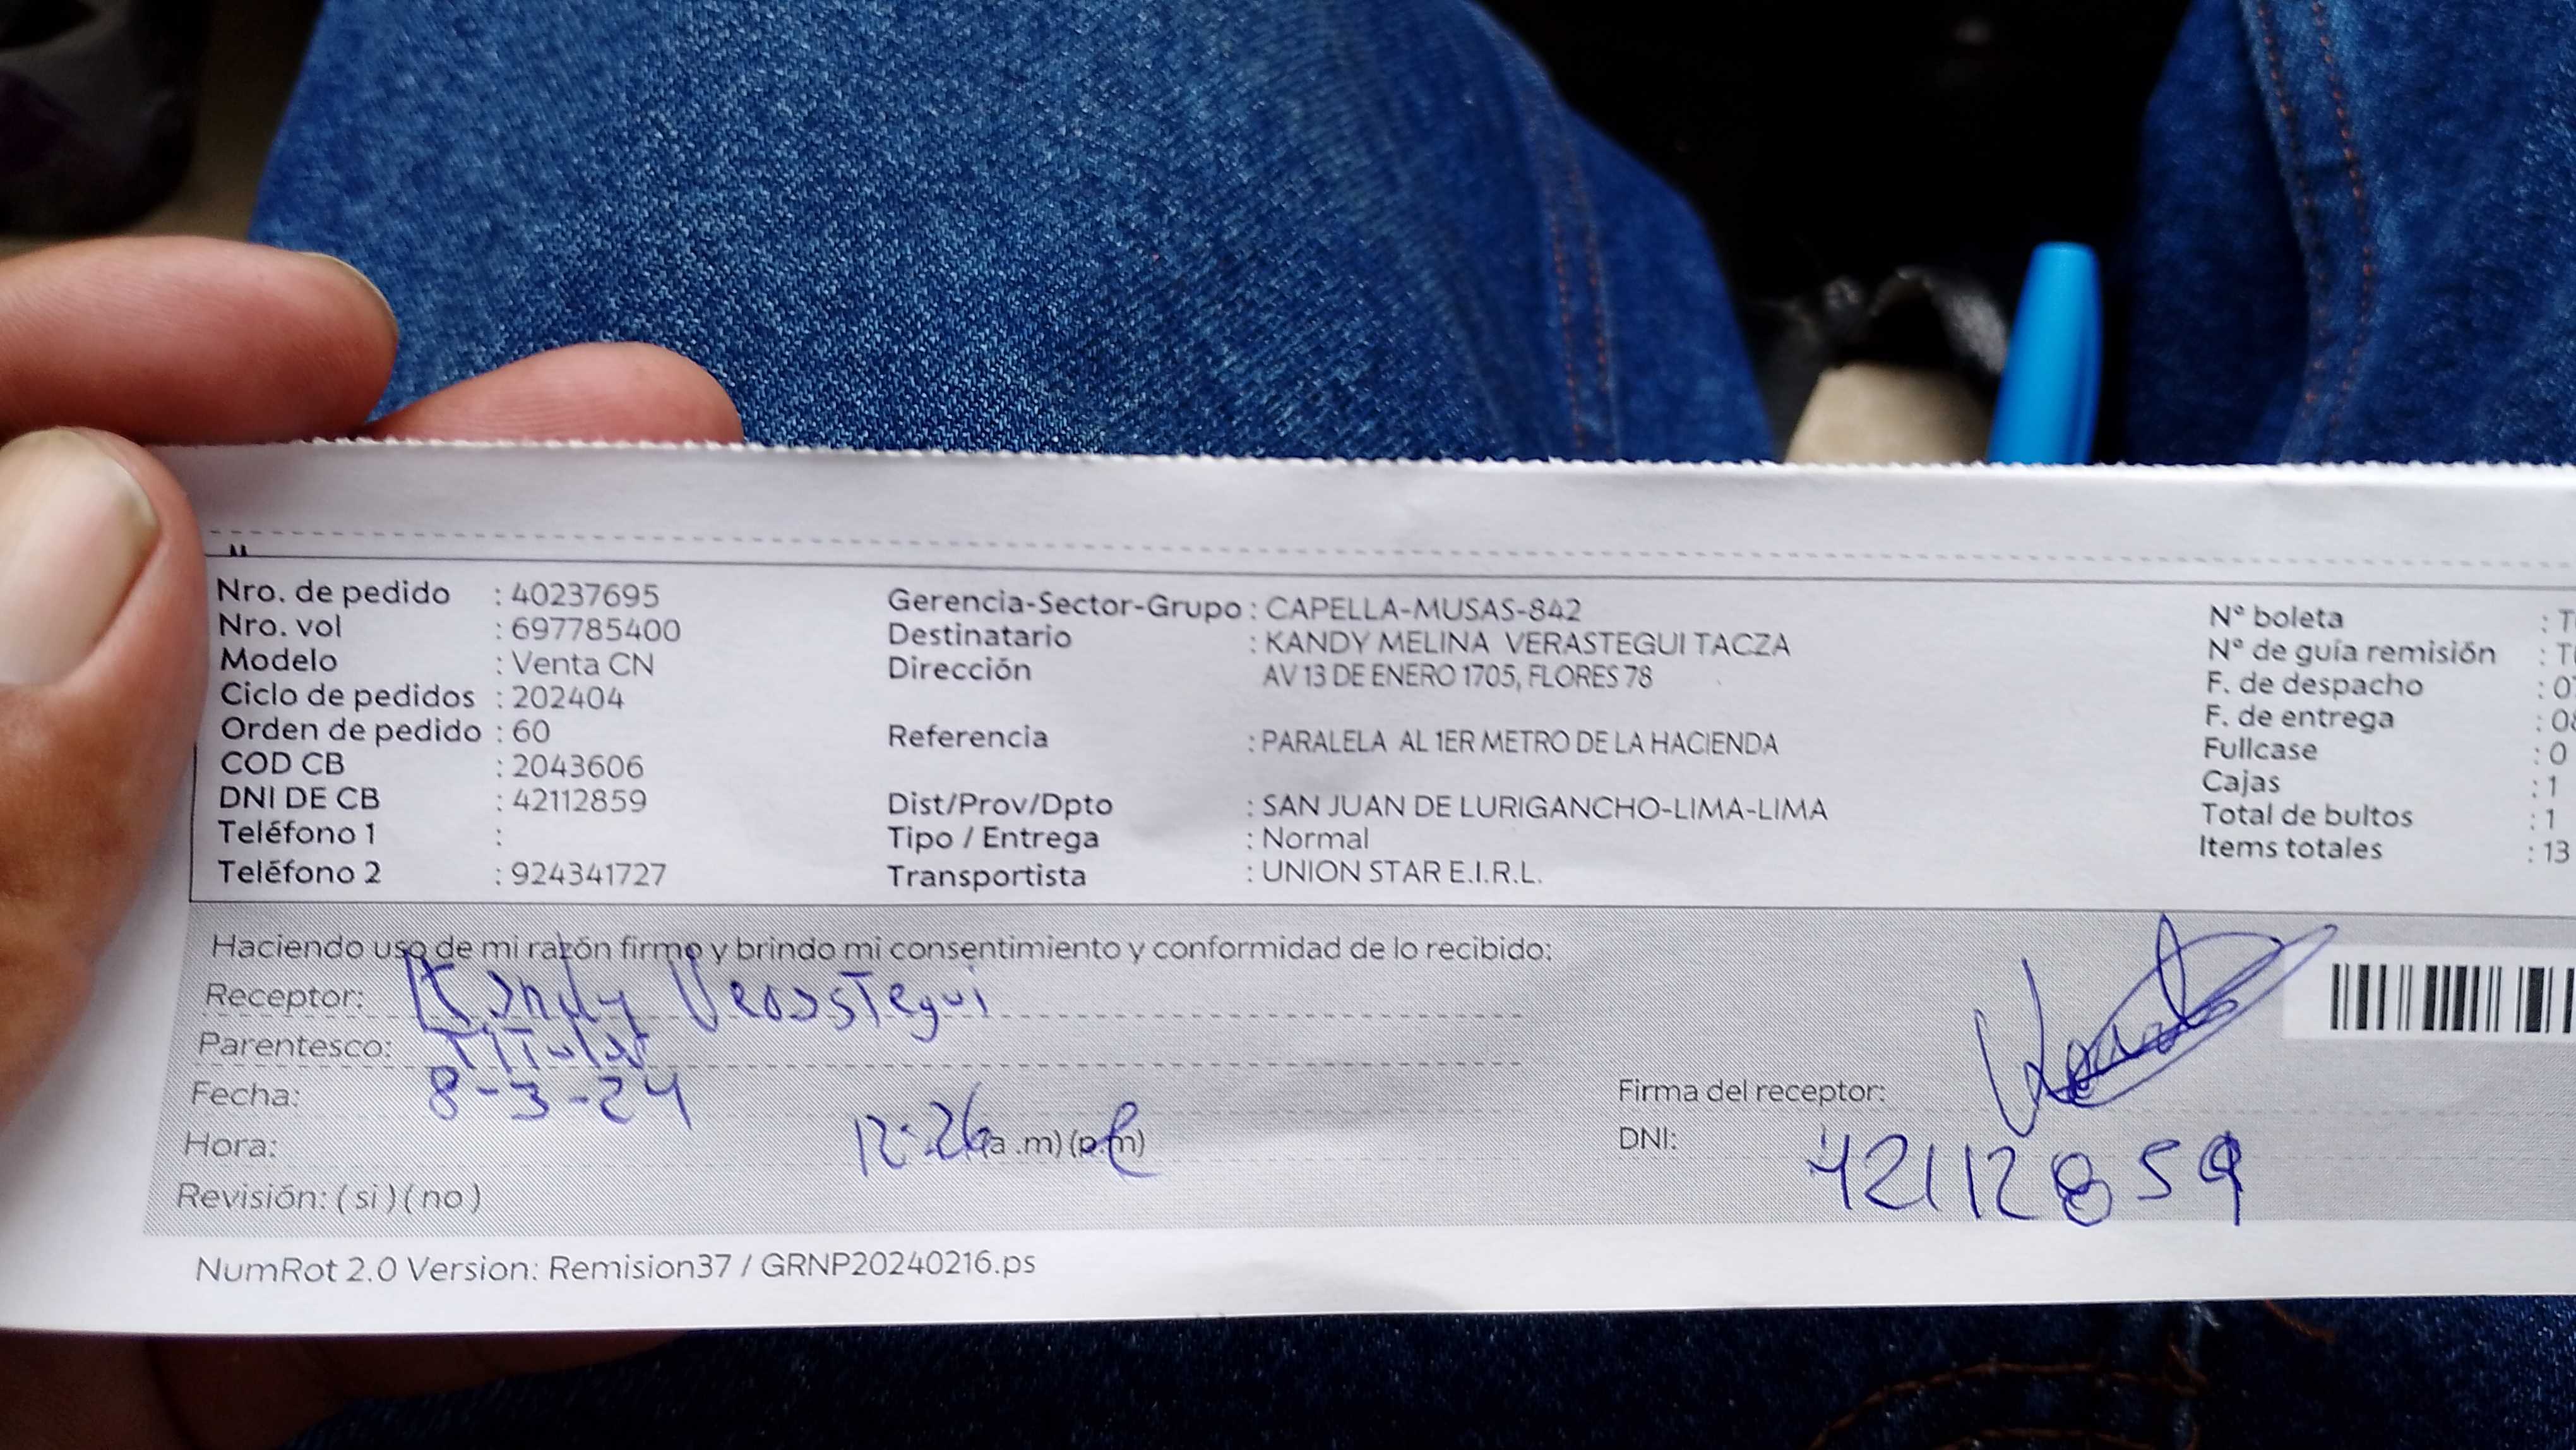 Nro. de pedido : 40237695 Gerencia-Sector-Grupo : CAPELLA-MUSAS-842 N° boleta : T
Nro. vol : 697785400 Destinatario : KANDY MELINA VERASTEGUI TACZA N° de guía remisión : T
Modelo : Venta CN Dirección AV 13 DE ENERO 1705, FLORES 78 F. de despacho : 07
Ciclo de pedidos : 202404 F. de entrega : 08
Orden de pedido : 60 Referencia : PARALELA AL 1ER METRO DE LA HACIENDA Fullcase : 0
COD CB : 2043606 Cajas : 1
DNI DE CB : 42112859 Dist/Prov/Dpto : SAN JUAN DE LURIGANCHO-LIMA-LIMA Total de bultos : 1
Teléfono 1 : Tipo / Entrega : Normal Items totales : 13
Teléfono 2 : 924341727 Transportista : UNION STAR E.I.R.L.
Haciendo uso de mi razón firmo y brindo mi consentimiento y conformidad de lo recibido:
Receptor: Kandy Verastegui
Parentesco: Titular
Fecha: 8-3-24 Firma del receptor:
Hora: 12:26 (a .m) (p.m) DNI: 42112859
Revisión: ( si ) ( no )
NumRot 2.0 Version: Remision37 / GRNP20240216.ps